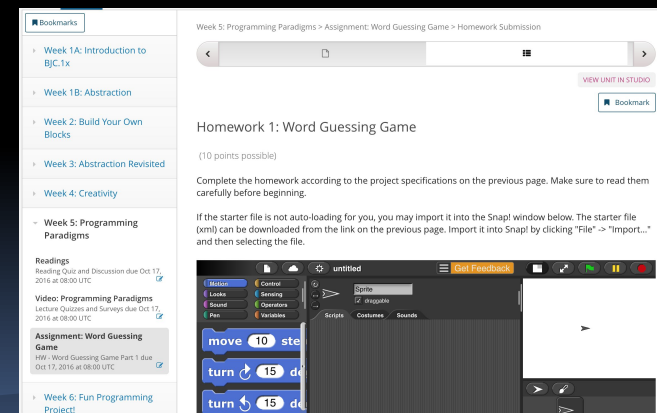 Bookmarks
Week 1A: Introduction to
BJC.1x
Week 1B: Abstraction
Week 2: Build Your Own
Blocks
Week 3: Abstraction Revisited
Week 4: Creativity
Week 5: Programming
Paradigms
Readings
Reading Quiz and Discussion due Oct 17,
2016 at 08:00 UTC
Video: Programming Paradigms
Lecture Quizzes and Surveys due Oct 17,
2016 at 08:00 UTC
Assignment: Word Guessing
Game
HW - Word Guessing Game Part 1 due
Oct 17, 2016 at 08:00 UTC
Week 6: Fun Programming
Project!
Week 5: Programming Paradigms > Assignment: Word Guessing Game > Homework Submission
VIEW UNIT IN STUDIO
Bookmark
Homework 1: Word Guessing Game
(10 points possible)
Complete the homework according to the project specifications on the previous page. Make sure to read them
carefully before beginning.
If the starter file is not auto-loading for you, you may import it into the Snap! window below. The starter file
(xml) can be downloaded from the link on the previous page. Import it into Snap! by clicking "File" -> "Import..."
and then selecting the file.
untitled
Get Feedback
Motion Control
Looks Sensing
Sound Operators
Pen Variables
Sprite
draggable
Scripts Costumes Sounds
move 10 ste
turn 15 de
turn 15 de